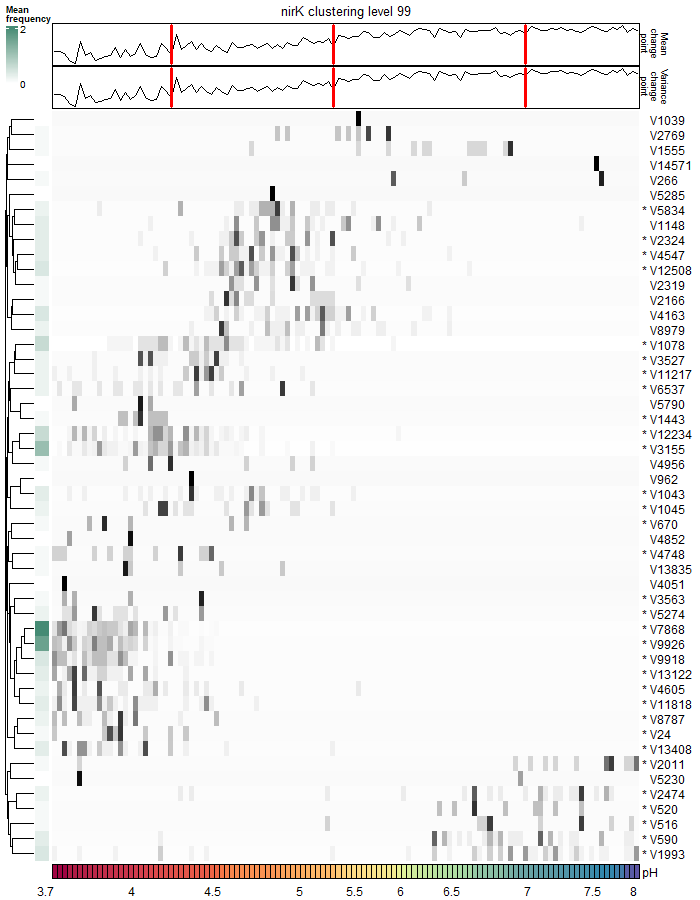 nirK clustering level 99
Mean
frequency
2
0
Mean
change
point
Variance
change
point
V1039
V2769
V1555
V14571
V266
V5285
* V5834
V1148
* V2324
* V4547
* V12508
V2319
V2166
V4163
V8979
* V1078
* V3527
* V11217
* V6537
V5790
* V1443
* V12234
* V3155
V4956
V962
* V1043
* V1045
* V670
V4852
* V4748
V13835
V4051
* V3563
V5274
* V7868
* V9926
* V9918
* V13122
* V4605
* V11818
* V8787
* V24
* V13408
* V2011
V5230
* V2474
* V520
* V516
* V590
* V1993
pH
3.7 4 4.5 5 5.5 6 6.5 7 7.5 8